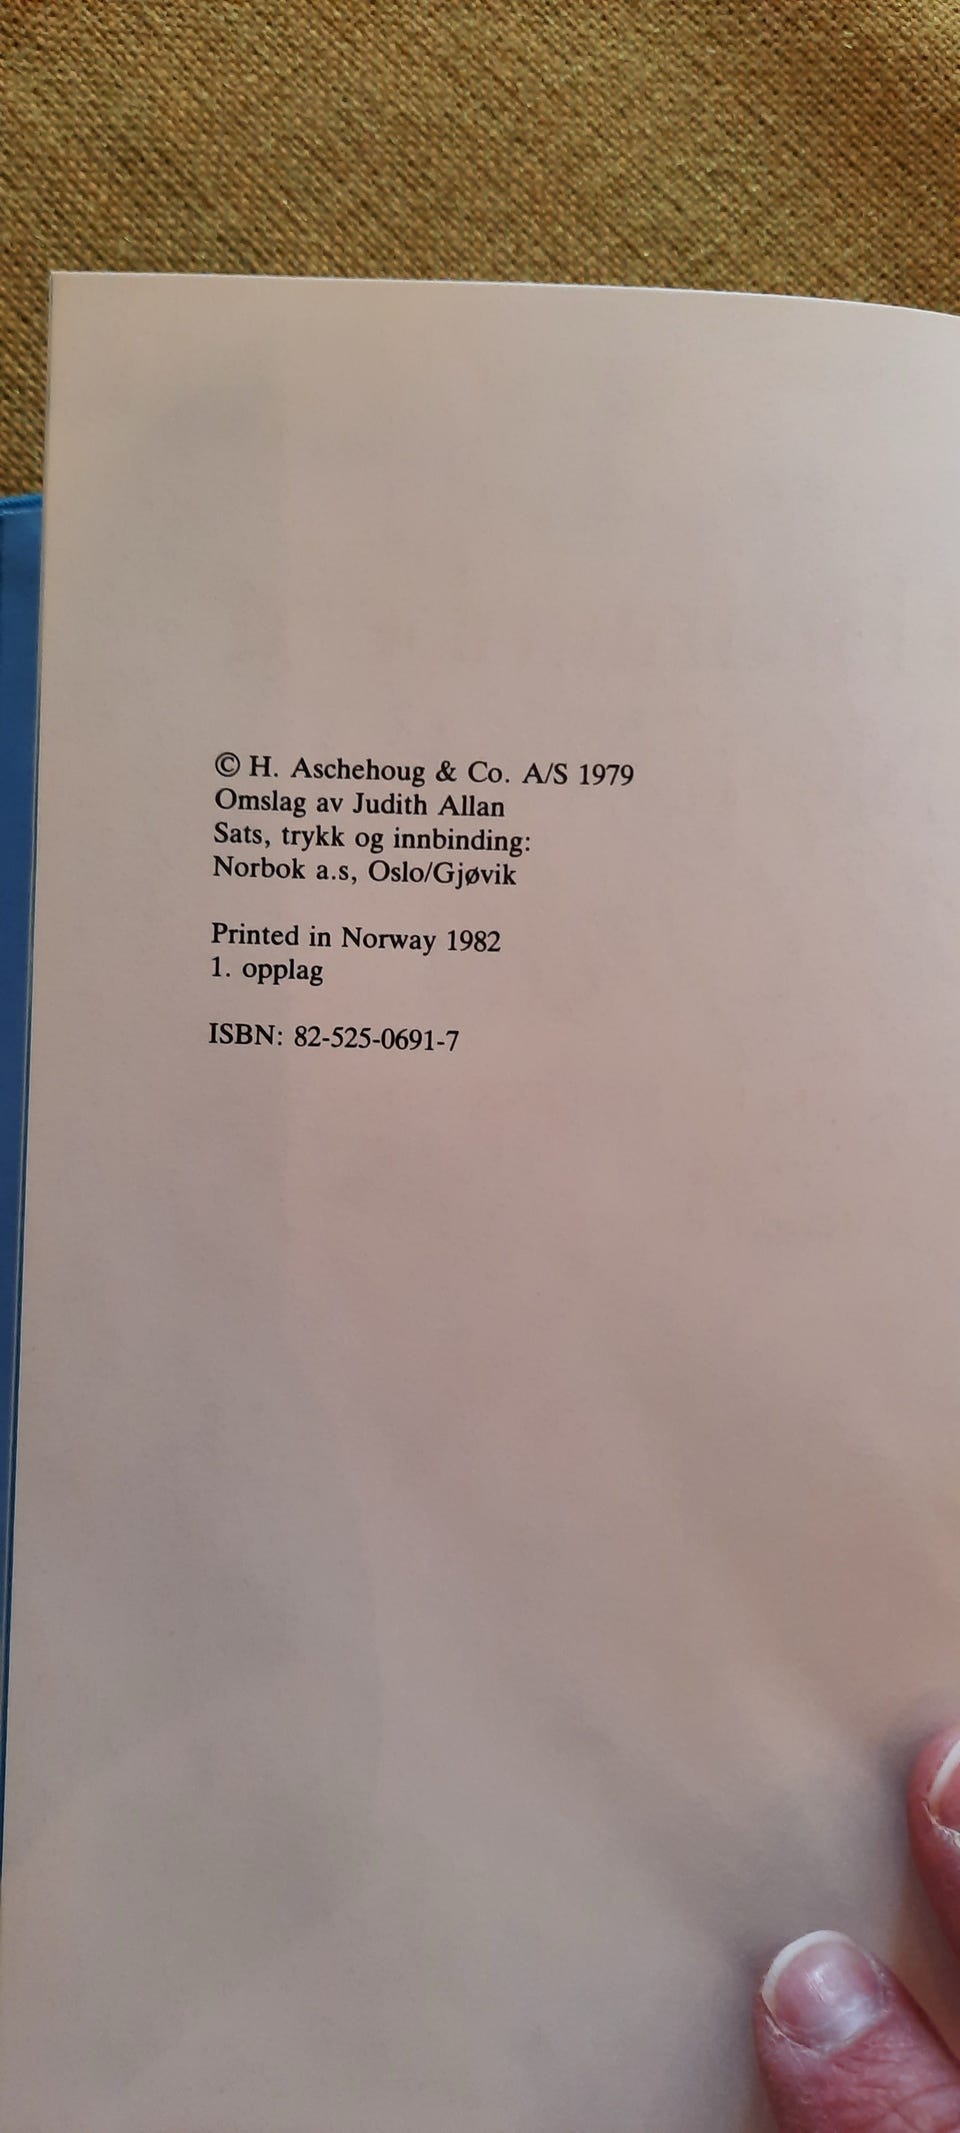 © H. Aschehoug & Co. A/S 1979
Omslag av Judith Allan
Sats, trykk og innbinding:
Norbok a.s, Oslo/Gjøvik
Printed in Norway 1982
1. opplag
ISBN: 82-525-0691-7